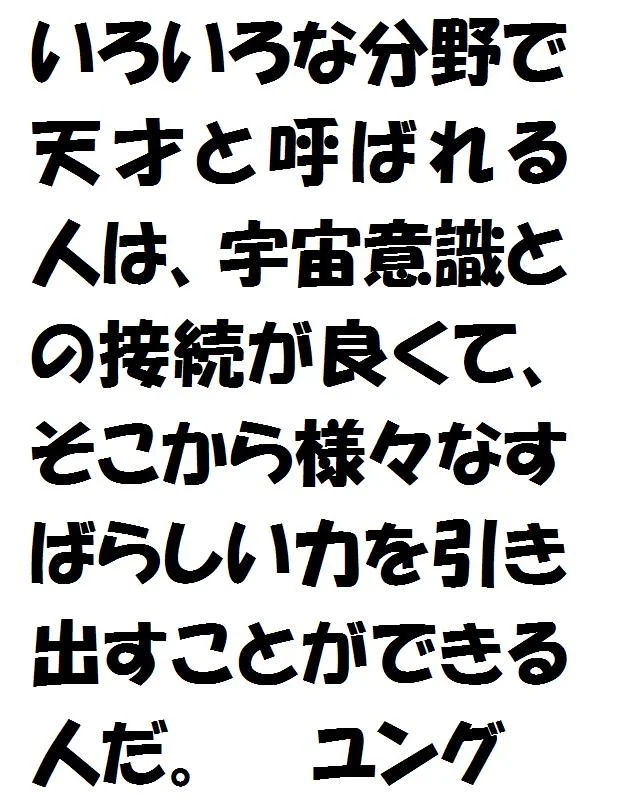 いろいろな分野で
天才と呼ばれる
人は、宇宙意識と
の接続が良くて、
そこから様々なす
ばらしい力を引き
出すことができる
人だ。　　ユング